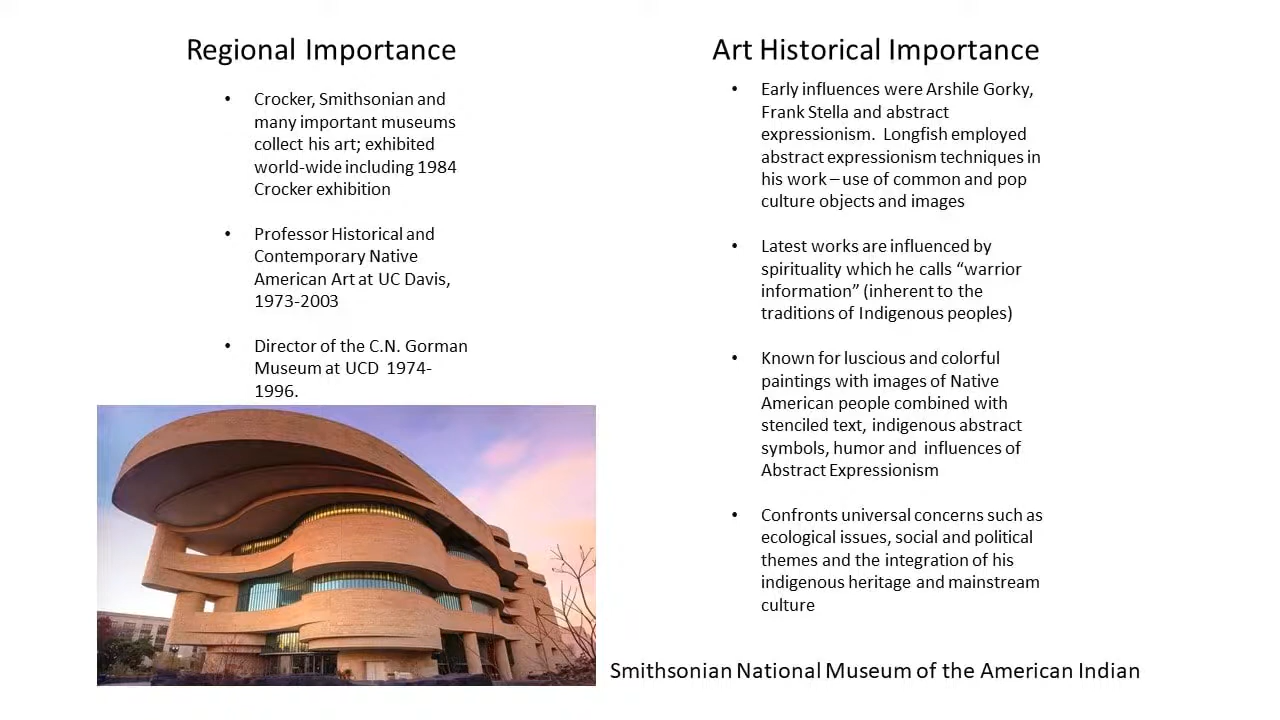 Regional Importance
• Crocker, Smithsonian and
many important museums
collect his art; exhibited
world-wide including 1984
Crocker exhibition
• Professor Historical and
Contemporary Native
American Art at UC Davis,
1973-2003
• Director of the C.N. Gorman
Museum at UCD 1974-
1996.
Art Historical Importance
• Early influences were Arshile Gorky,
Frank Stella and abstract
expressionism. Longfish employed
abstract expressionism techniques in
his work – use of common and pop
culture objects and images
• Latest works are influenced by
spirituality which he calls “warrior
information” (inherent to the
traditions of Indigenous peoples)
• Known for luscious and colorful
paintings with images of Native
American people combined with
stenciled text, indigenous abstract
symbols, humor and influences of
Abstract Expressionism
• Confronts universal concerns such as
ecological issues, social and political
themes and the integration of his
indigenous heritage and mainstream
culture
Smithsonian National Museum of the American Indian